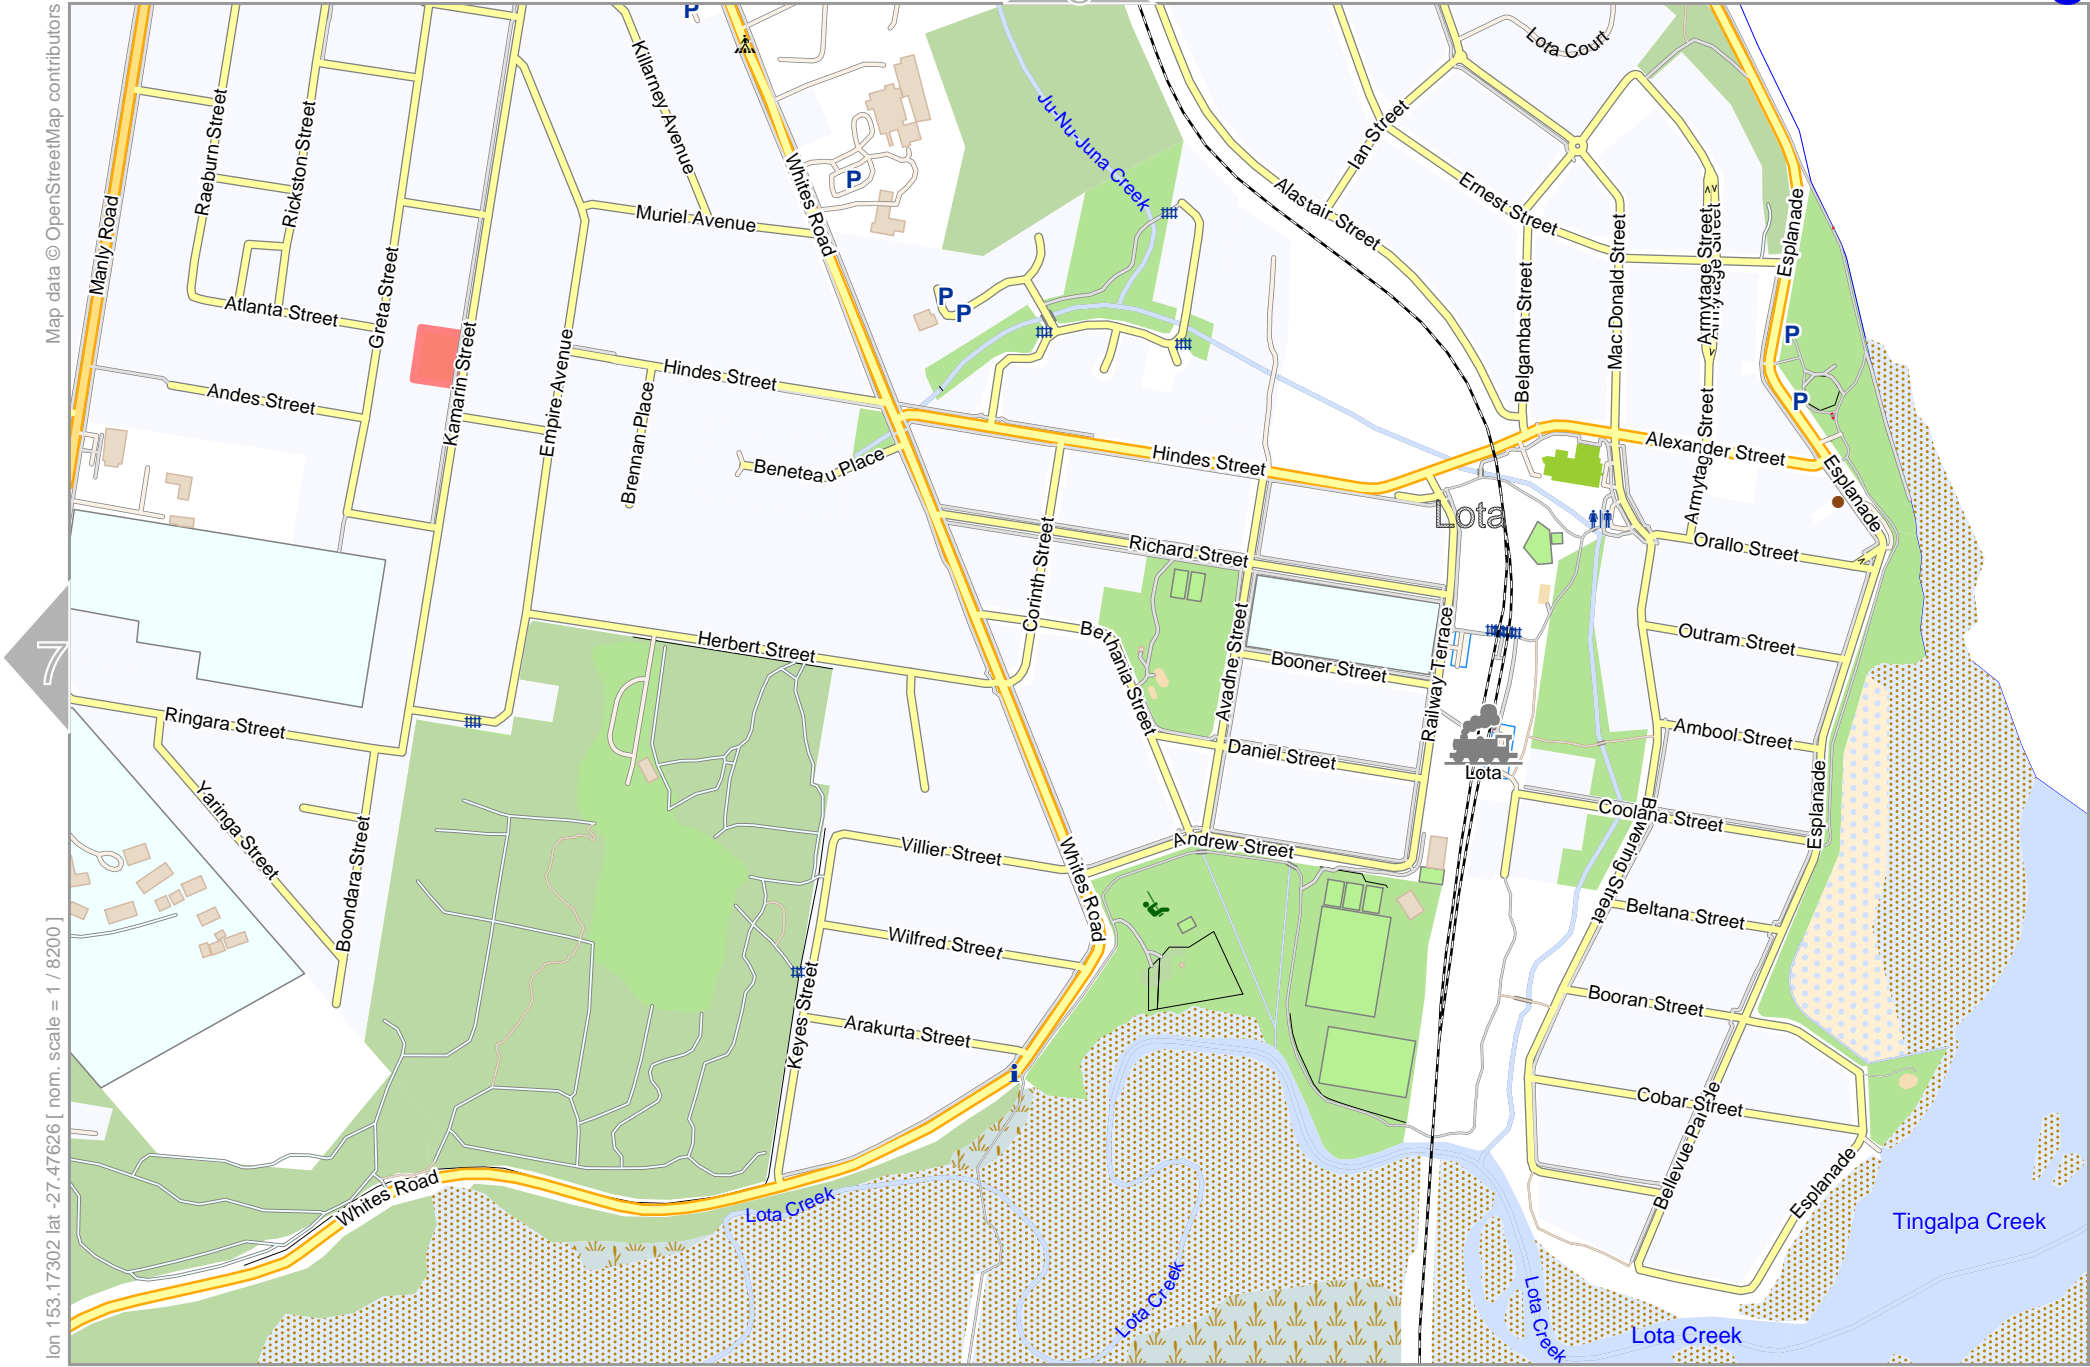 Map data © OpenStreetMap contributors
lon 153.17302 lat -27.47626 [ nom. scale = 1 / 8200 ]
7
P
Killarney Avenue
Lota Court
Ju-Nu-Juna Creek
Raeburn Street
Rickston Street
Manly Road
Whites Road
P
Ian Street
Ernest Street
Alastair Street
Muriel Avenue
Esplanade
Armytage Street
Armytage Street
Mac Donald Street
Belgamba Street
Greta Street
Atlanta Street
P
P
P
P
Kamarin Street
Empire Avenue
Hindes Street
Brennan Place
Andes Street
Beneteau Place
Hindes Street
Alexander Street
Armytage Street
Esplanade
Lota
Richard Street
Orallo Street
Corinth Street
Bethania Street
Herbert Street
Avadne Street
Booner Street
Railway Terrace
Outram Street
Ringara Street
Daniel Street
Ambool Street
Lota
Esplanade
Yaringa Street
Boondara Street
Coolana Street
Bowering Street
Villier Street
Andrew Street
Whites Road
Beltana Street
Wilfred Street
Keyes Street
Booran Street
Arakurta Street
i
Cobar Street
Bellevue Parade
Esplanade
Whites Road
Lota Creek
Tingalpa Creek
Lota Creek
Lota Creek
Lota Creek